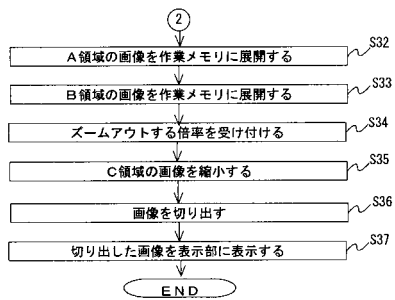 2
S32
A領域の画像を作業メモリに展開する
S33
B領域の画像を作業メモリに展開する
S34
ズームアウトする倍率を受け付ける
S35
C領域の画像を縮小する
S36
画像を切り出す
S37
切り出した画像を表示部に表示する
END